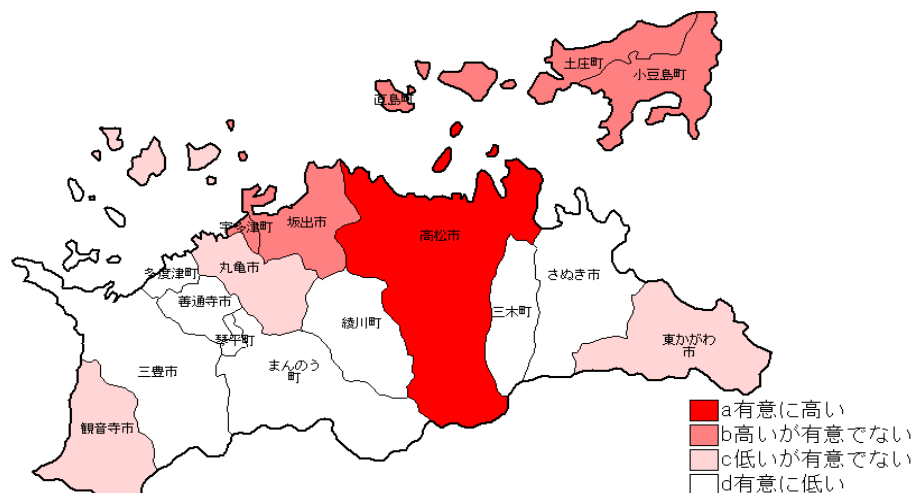 土庄町
小豆島町
直島町
宇多津町
坂出市
高松市
丸亀市
多度津町
さぬき市
善通寺市
三木町
綾川町
琴平町
東かがわ
市
まんのう
町
三豊市
観音寺市
a有意に高い
b高いが有意でない
c低いが有意でない
d有意に低い